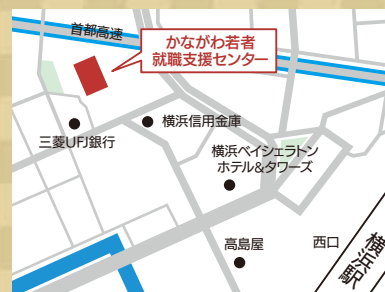 首都高速
かながわ若者
就職支援センター
三菱UFJ銀行
横浜信用金庫
横浜ベイシェラトン
ホテル&タワーズ
高島屋
西口
横浜駅